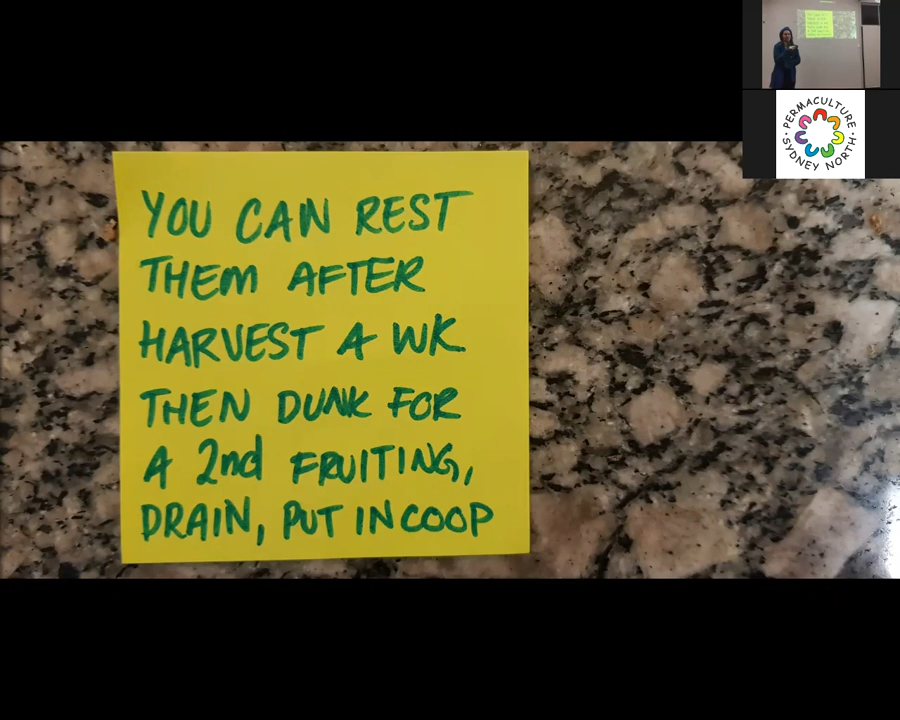 YOU CAN REST
THEM AFTER
HARVEST A WK
THEN DUNK FOR
A 2nd FRUITING,
DRAIN, PUT IN COOP
PERMACULTURE
SYDNEY NORTH